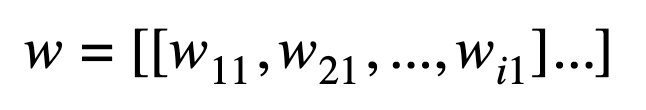 w = [[w₁₁, w₂₁, ..., wᵢ₁]...]